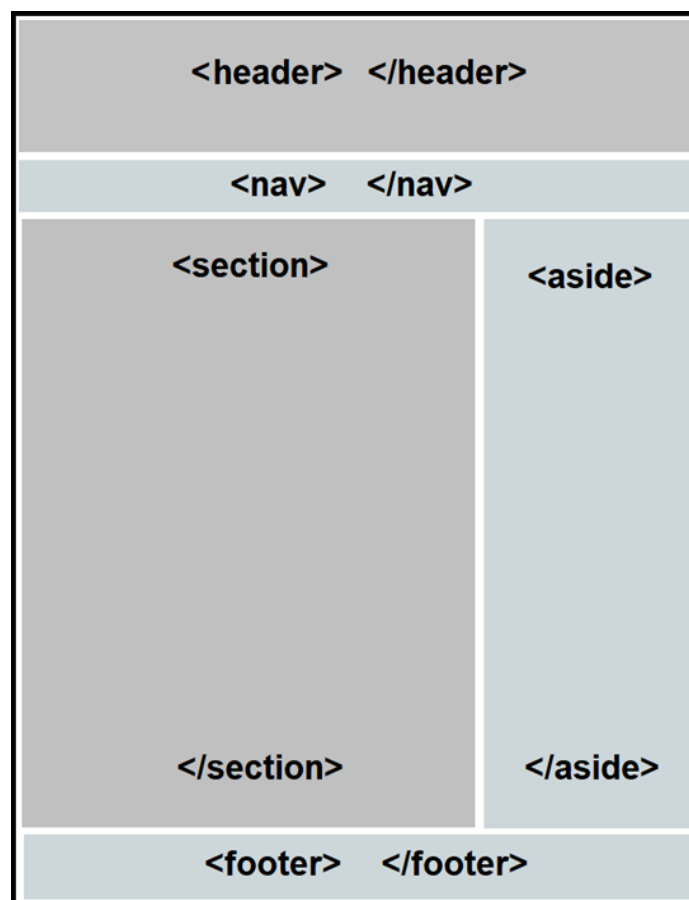 <header> </header>
<nav> </nav>
<section>
<aside>
</section>
</aside>
<footer> </footer>